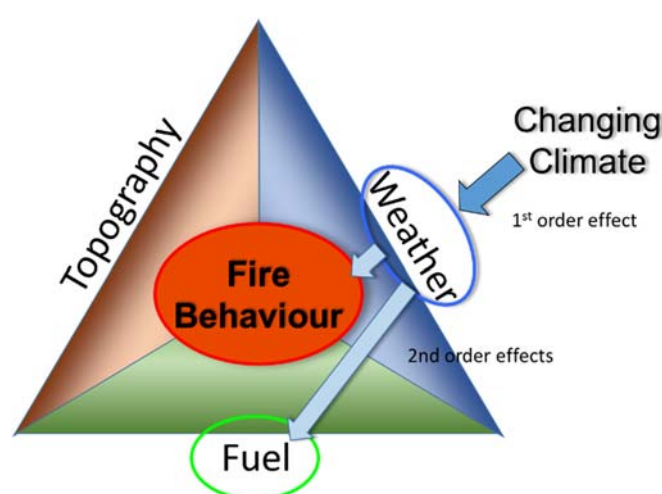 Topography
Changing
Climate
Weather
1st order effect
Fire
Behaviour
2nd order effects
Fuel